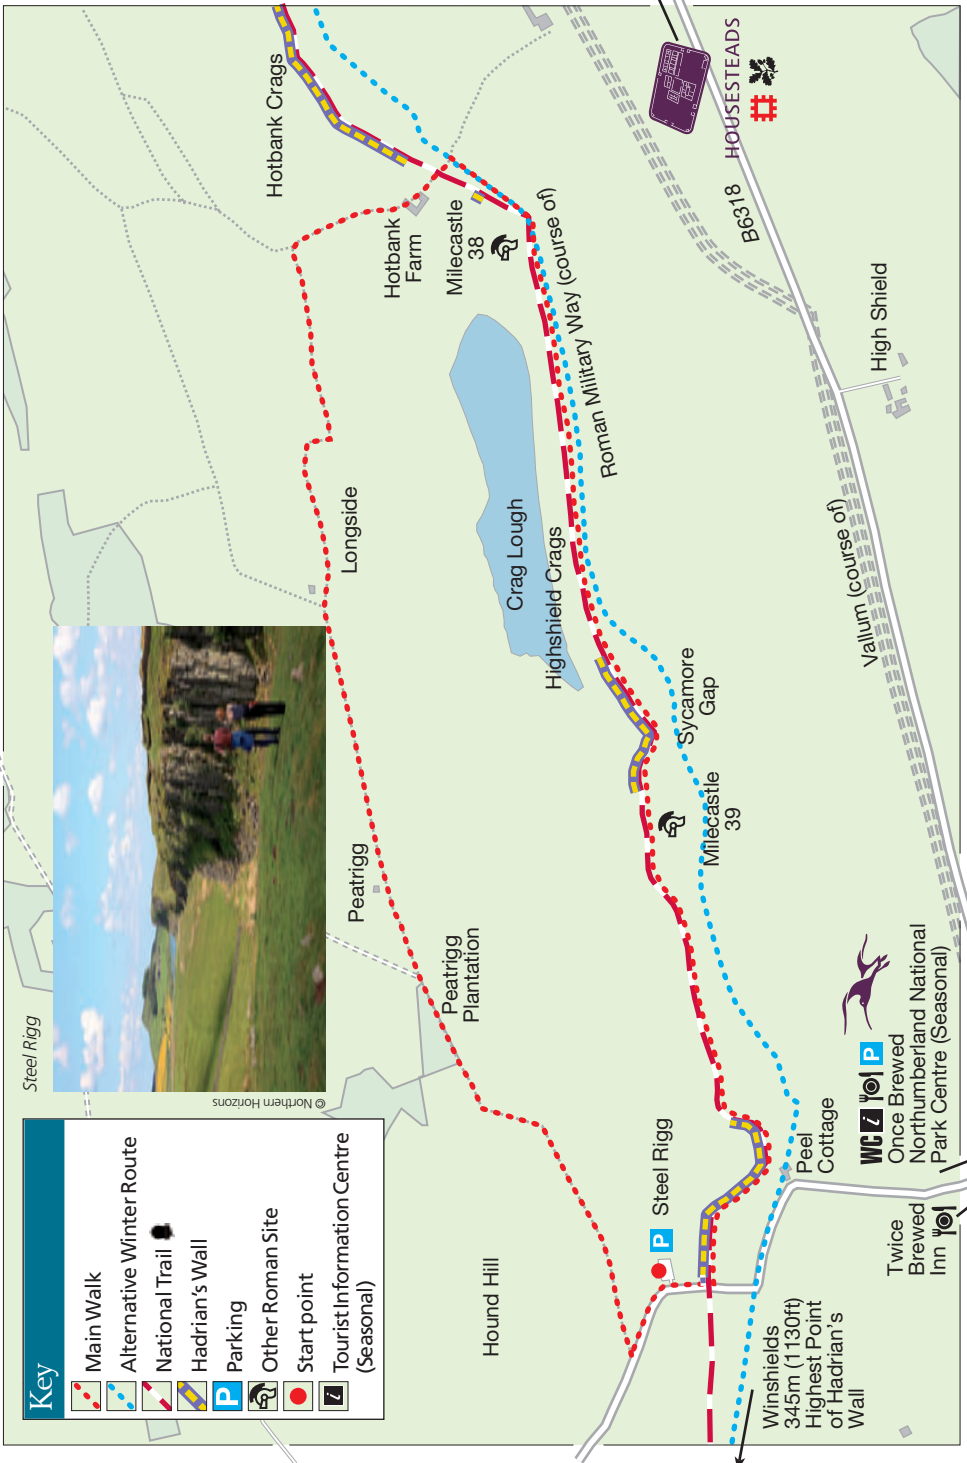 Key
Main Walk
Alternative Winter Route
National Trail
Hadrian's Wall
Parking
Other Roman Site
Start point
Tourist Information Centre
(Seasonal)
P
i
Steel Rigg
© Northern Horizons
Hotbank Crags
Hotbank
Farm
Milecastle
38
Longside
Peatrigg
Peatrigg
Plantation
Hound Hill
Crag Lough
Highshield Crags
Roman Military Way (course of)
Sycamore
Gap
Milecastle
39
P
Steel Rigg
Peel
Cottage
Winshields
345m (1130ft)
Highest Point
of Hadrian's
Wall
Twice
Brewed
Inn
WC i P
Once Brewed
Northumberland National
Park Centre (Seasonal)
Vallum (course of)
High Shield
B6318
HOUSESTEADS